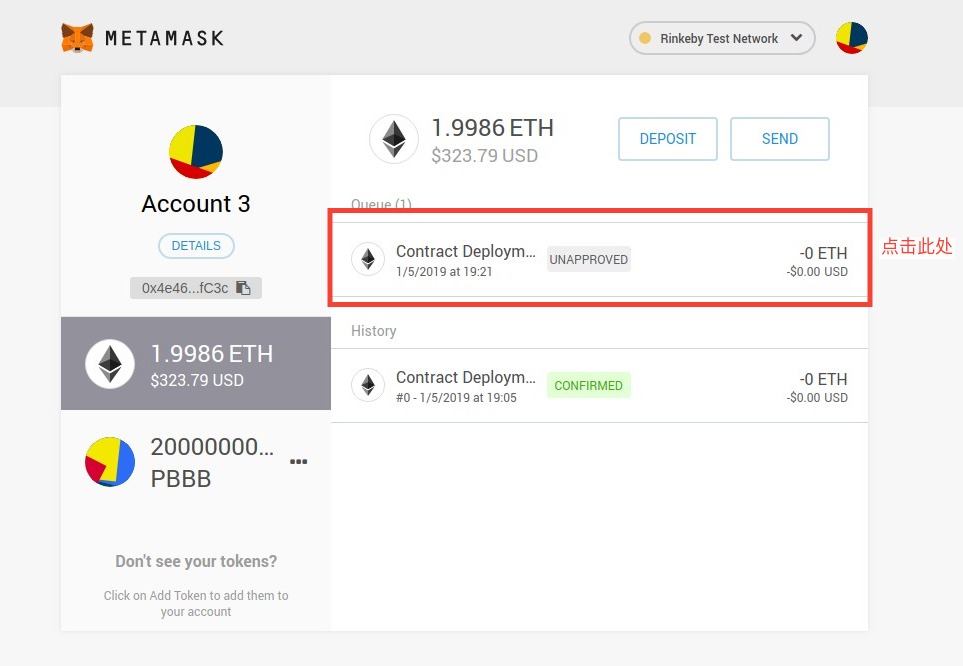 METAMASK
Rinkeby Test Network
Account 3
DETAILS
0x4e46...fC3c
1.9986 ETH
$323.79 USD
20000000...
PBBB
Don't see your tokens?
Click on Add Token to add them to
your account
1.9986 ETH
$323.79 USD
DEPOSIT
SEND
Queue (1)
Contract Deploym... UNAPPROVED -0 ETH
1/5/2019 at 19:21 -$0.00 USD
点击此处
History
Contract Deploym... CONFIRMED -0 ETH
#0 - 1/5/2019 at 19:05 -$0.00 USD